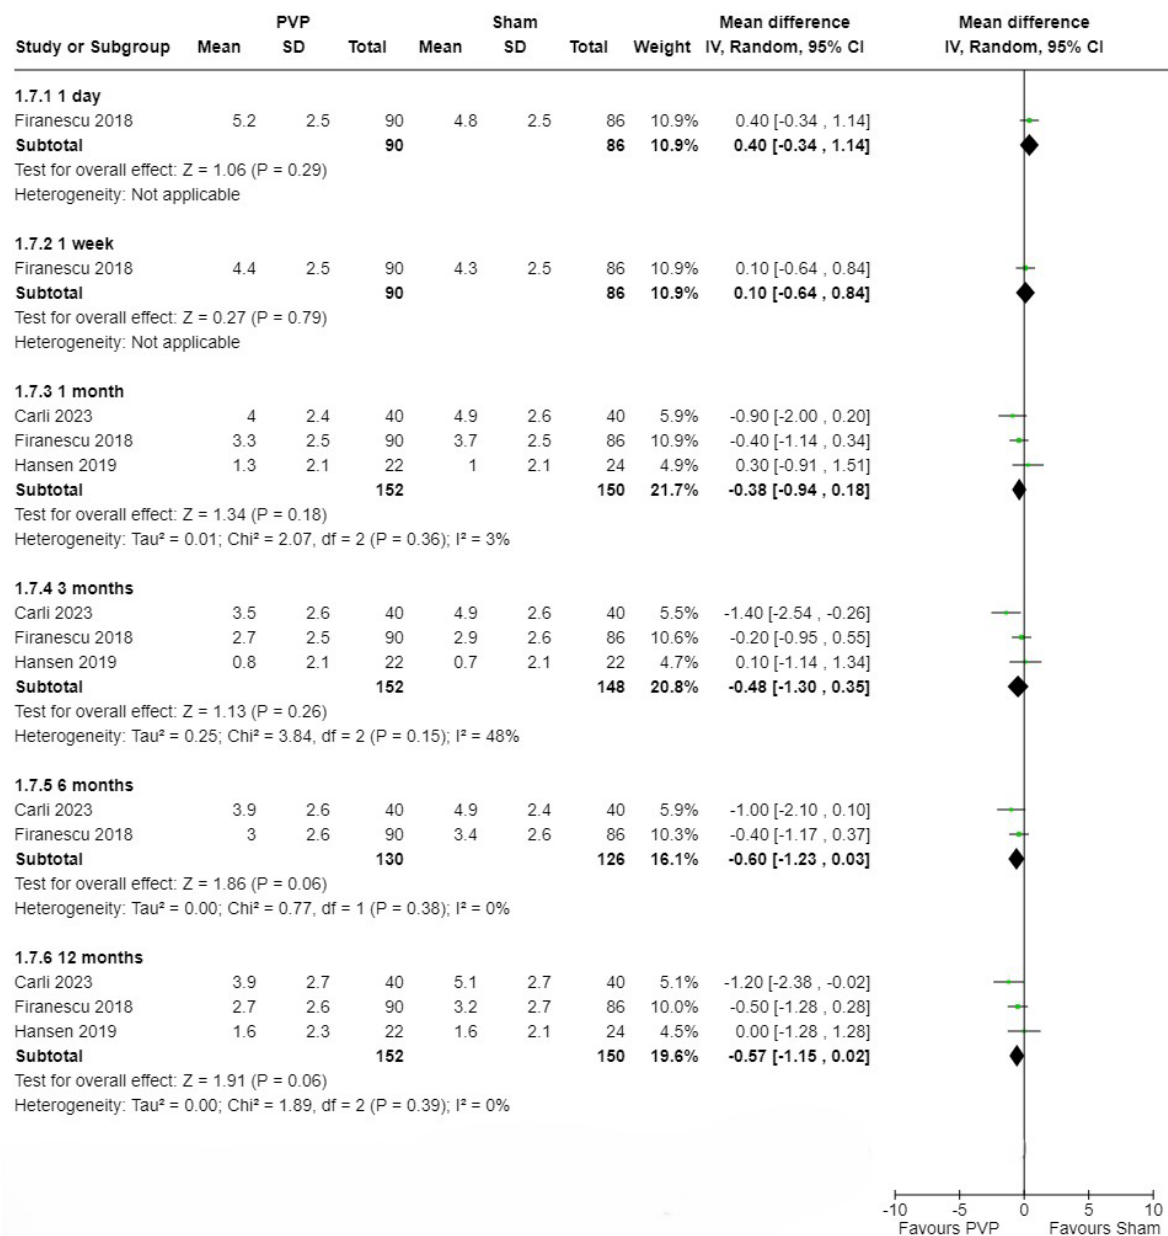 PVP Sham Mean difference Mean difference
Study or Subgroup Mean SD Total Mean SD Total Weight IV, Random, 95% CI IV, Random, 95% CI
1.7.1 1 day
Firanescu 2018 5.2 2.5 90 4.8 2.5 86 10.9% 0.40 [-0.34 , 1.14]
Subtotal 90 86 10.9% 0.40 [-0.34 , 1.14]
Test for overall effect: Z = 1.06 (P = 0.29)
Heterogeneity: Not applicable
1.7.2 1 week
Firanescu 2018 4.4 2.5 90 4.3 2.5 86 10.9% 0.10 [-0.64 , 0.84]
Subtotal 90 86 10.9% 0.10 [-0.64 , 0.84]
Test for overall effect: Z = 0.27 (P = 0.79)
Heterogeneity: Not applicable
1.7.3 1 month
Carli 2023 4 2.4 40 4.9 2.6 40 5.9% -0.90 [-2.00 , 0.20]
Firanescu 2018 3.3 2.5 90 3.7 2.5 86 10.9% -0.40 [-1.14 , 0.34]
Hansen 2019 1.3 2.1 22 1 2.1 24 4.9% 0.30 [-0.91 , 1.51]
Subtotal 152 150 21.7% -0.38 [-0.94 , 0.18]
Test for overall effect: Z = 1.34 (P = 0.18)
Heterogeneity: Tau² = 0.01; Chi² = 2.07, df = 2 (P = 0.36); I² = 3%
1.7.4 3 months
Carli 2023 3.5 2.6 40 4.9 2.6 40 5.5% -1.40 [-2.54 , -0.26]
Firanescu 2018 2.7 2.5 90 2.9 2.6 86 10.6% -0.20 [-0.95 , 0.55]
Hansen 2019 0.8 2.1 22 0.7 2.1 22 4.7% 0.10 [-1.14 , 1.34]
Subtotal 152 148 20.8% -0.48 [-1.30 , 0.35]
Test for overall effect: Z = 1.13 (P = 0.26)
Heterogeneity: Tau² = 0.25; Chi² = 3.84, df = 2 (P = 0.15); I² = 48%
1.7.5 6 months
Carli 2023 3.9 2.6 40 4.9 2.4 40 5.9% -1.00 [-2.10 , 0.10]
Firanescu 2018 3 2.6 90 3.4 2.6 86 10.3% -0.40 [-1.17 , 0.37]
Subtotal 130 126 16.1% -0.60 [-1.23 , 0.03]
Test for overall effect: Z = 1.86 (P = 0.06)
Heterogeneity: Tau² = 0.00; Chi² = 0.77, df = 1 (P = 0.38); I² = 0%
1.7.6 12 months
Carli 2023 3.9 2.7 40 5.1 2.7 40 5.1% -1.20 [-2.38 , -0.02]
Firanescu 2018 2.7 2.6 90 3.2 2.7 86 10.0% -0.50 [-1.28 , 0.28]
Hansen 2019 1.6 2.3 22 1.6 2.1 24 4.5% 0.00 [-1.28 , 1.28]
Subtotal 152 150 19.6% -0.57 [-1.15 , 0.02]
Test for overall effect: Z = 1.91 (P = 0.06)
Heterogeneity: Tau² = 0.00; Chi² = 1.89, df = 2 (P = 0.39); I² = 0%
-10 -5 0 5 10
Favours PVP Favours Sham